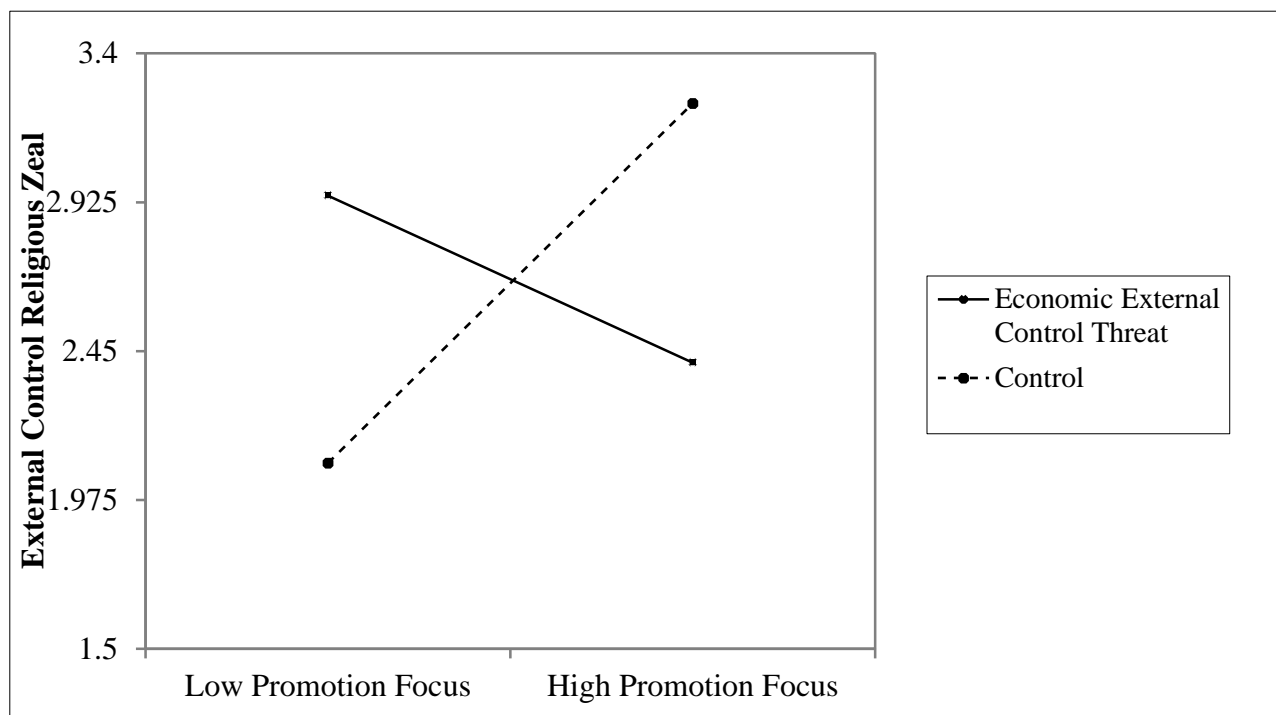 External Control Religious Zeal
3.4
2.925
2.45
1.975
1.5
Low Promotion Focus
High Promotion Focus
Economic External
Control Threat
Control